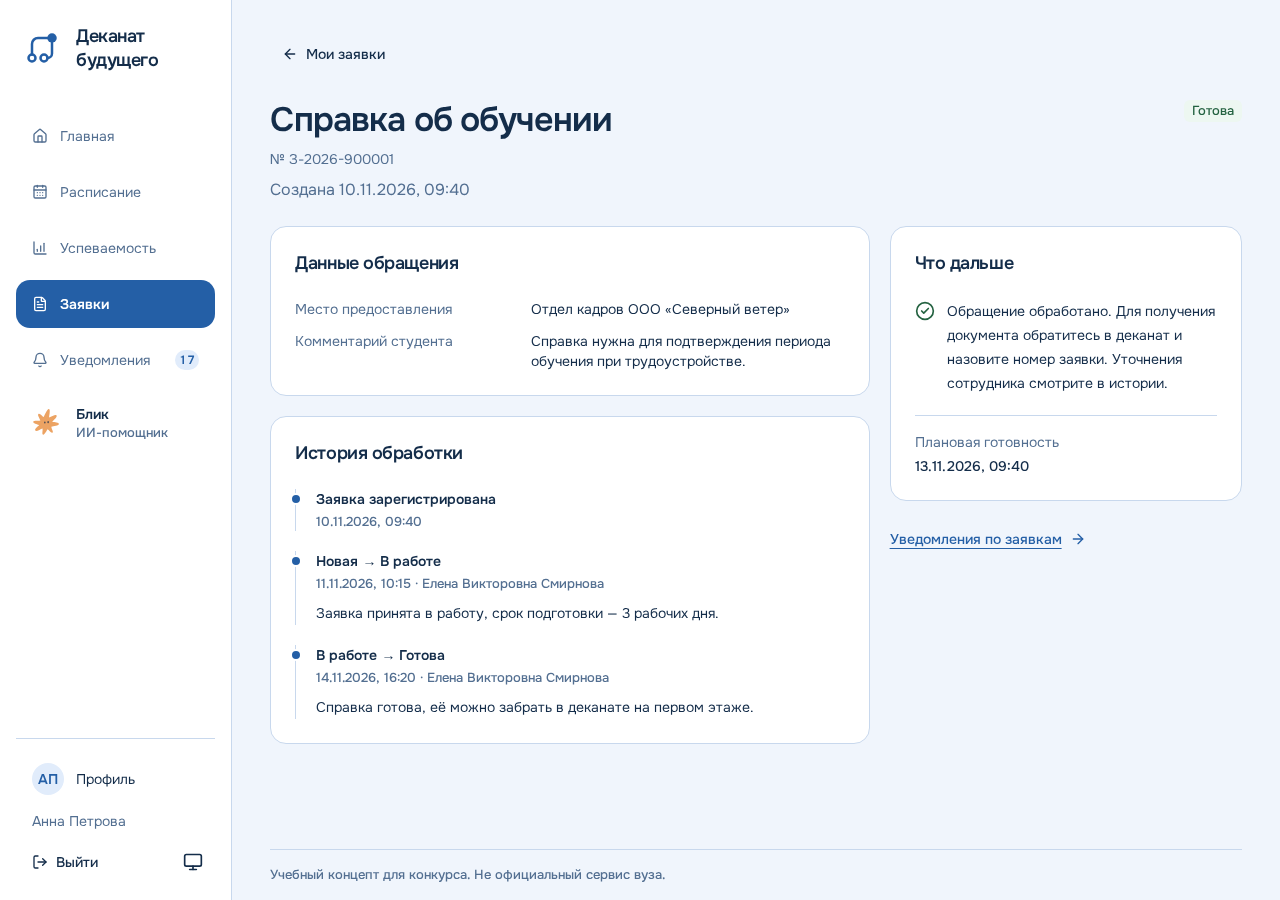 Деканат
будущего
Главная
Расписание
Успеваемость
Заявки
Уведомления 17
Блик
ИИ-помощник
АП Профиль
Анна Петрова
Выйти
← Мои заявки
Справка об обучении
Готова
№ З-2026-900001
Создана 10.11.2026, 09:40
Данные обращения
Место предоставления Отдел кадров ООО «Северный ветер»
Комментарий студента Справка нужна для подтверждения периода
обучения при трудоустройстве.
История обработки
Заявка зарегистрирована
10.11.2026, 09:40
Новая → В работе
11.11.2026, 10:15 · Елена Викторовна Смирнова
Заявка принята в работу, срок подготовки — 3 рабочих дня.
В работе → Готова
14.11.2026, 16:20 · Елена Викторовна Смирнова
Справка готова, её можно забрать в деканате на первом этаже.
Что дальше
Обращение обработано. Для получения
документа обратитесь в деканат и
назовите номер заявки. Уточнения
сотрудника смотрите в истории.
Плановая готовность
13.11.2026, 09:40
Уведомления по заявкам →
Учебный концепт для конкурса. Не официальный сервис вуза.